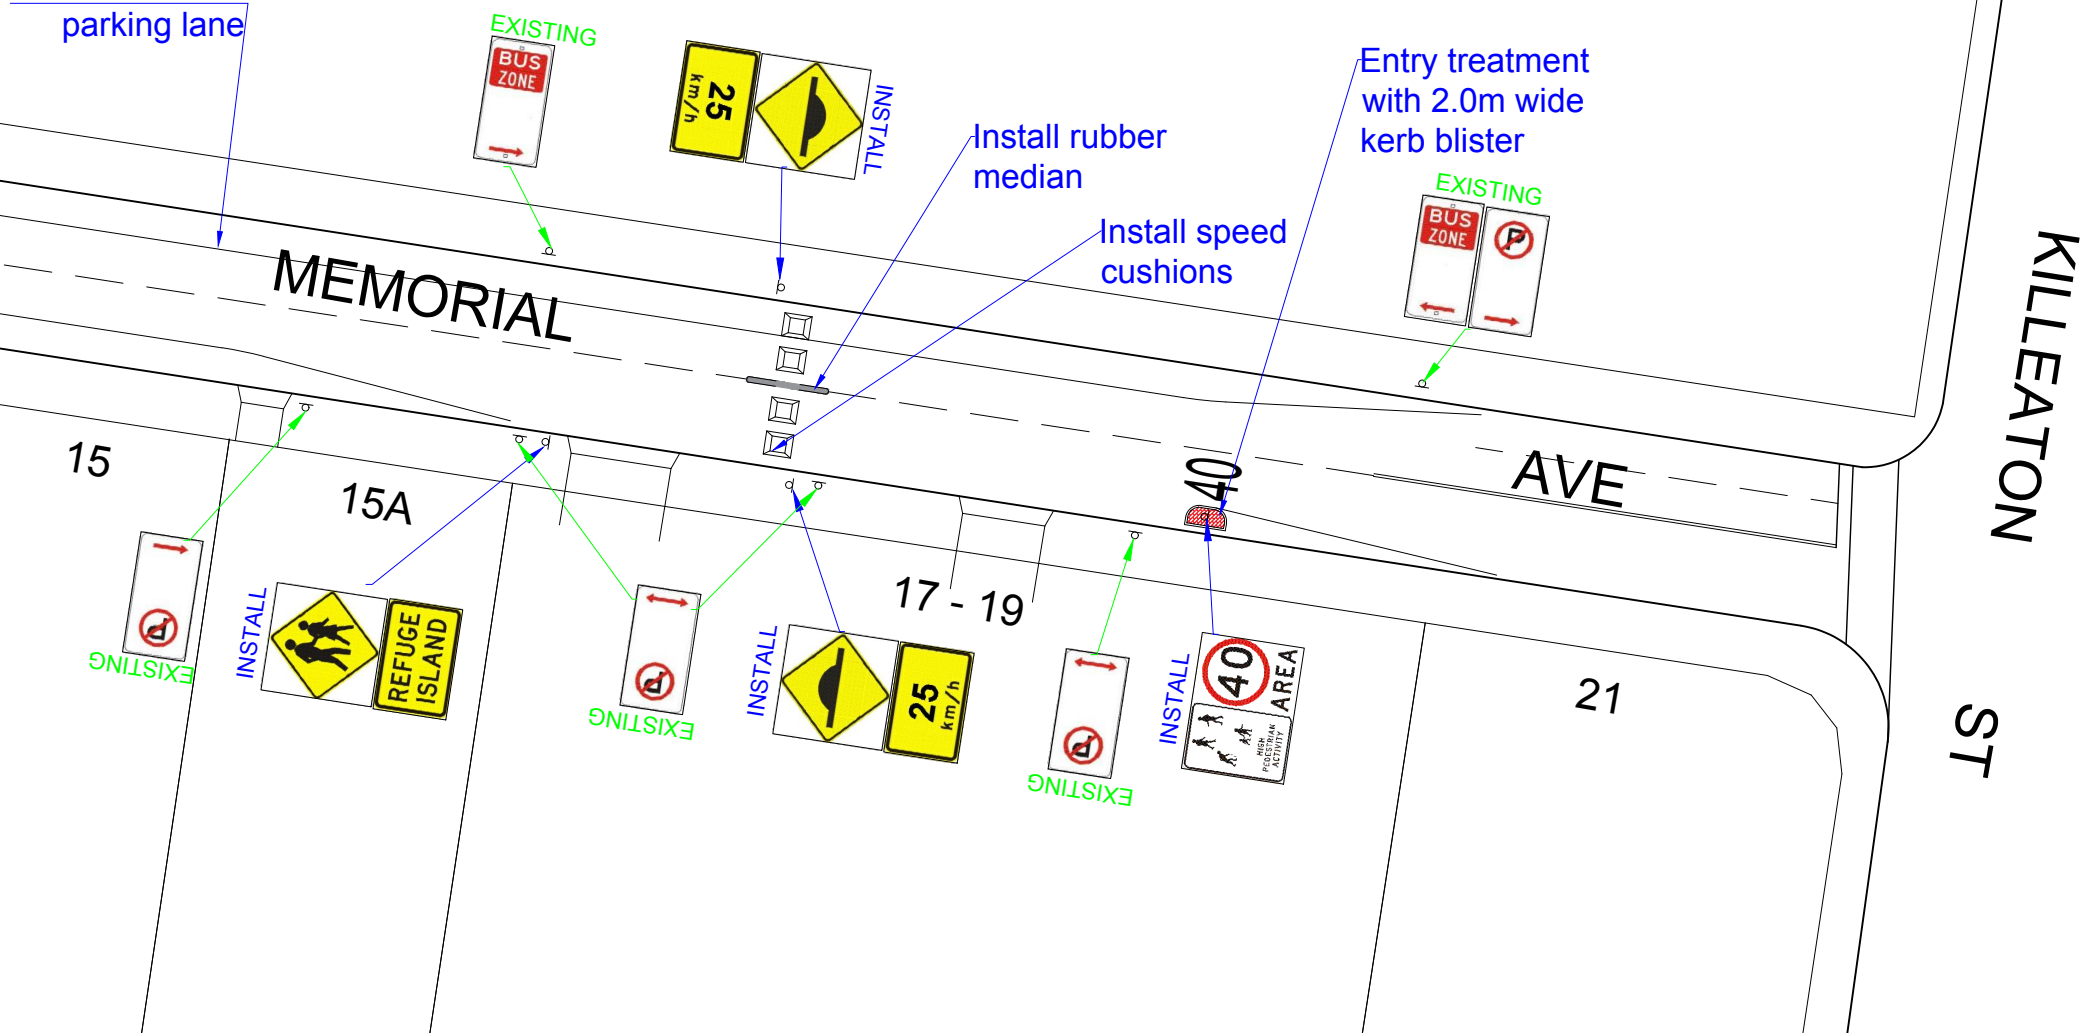 parking lane
EXISTING
BUS
ZONE
25
km/h
INSTALL
Install rubber
median
Install speed
cushions
Entry treatment
with 2.0m wide
kerb blister
EXISTING
BUS
ZONE
P
MEMORIAL
AVE
40
KILLEATON
ST
15
15A
17 - 19
21
P
EXISTING
INSTALL
REFUGE
ISLAND
P
EXISTING
INSTALL
25
km/h
P
EXISTING
INSTALL
40
AREA
HIGH
PEDESTRIAN
ACTIVITY